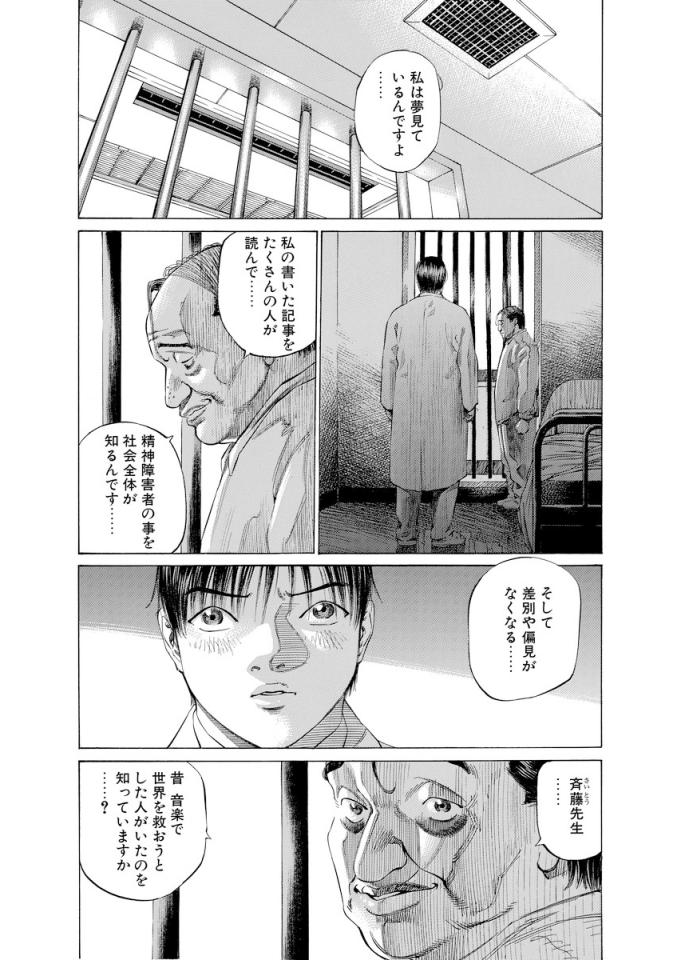 私は夢見て
いるんですよ
……
私の書いた記事を
たくさんの人が
読んで……
精神障害者の事を
社会全体が
知るんです……
そして
差別や偏見が
なくなる……
斉藤先生
さいとう
……
昔 音楽で
世界を救おうと
した人がいたのを
知っていますか
……?